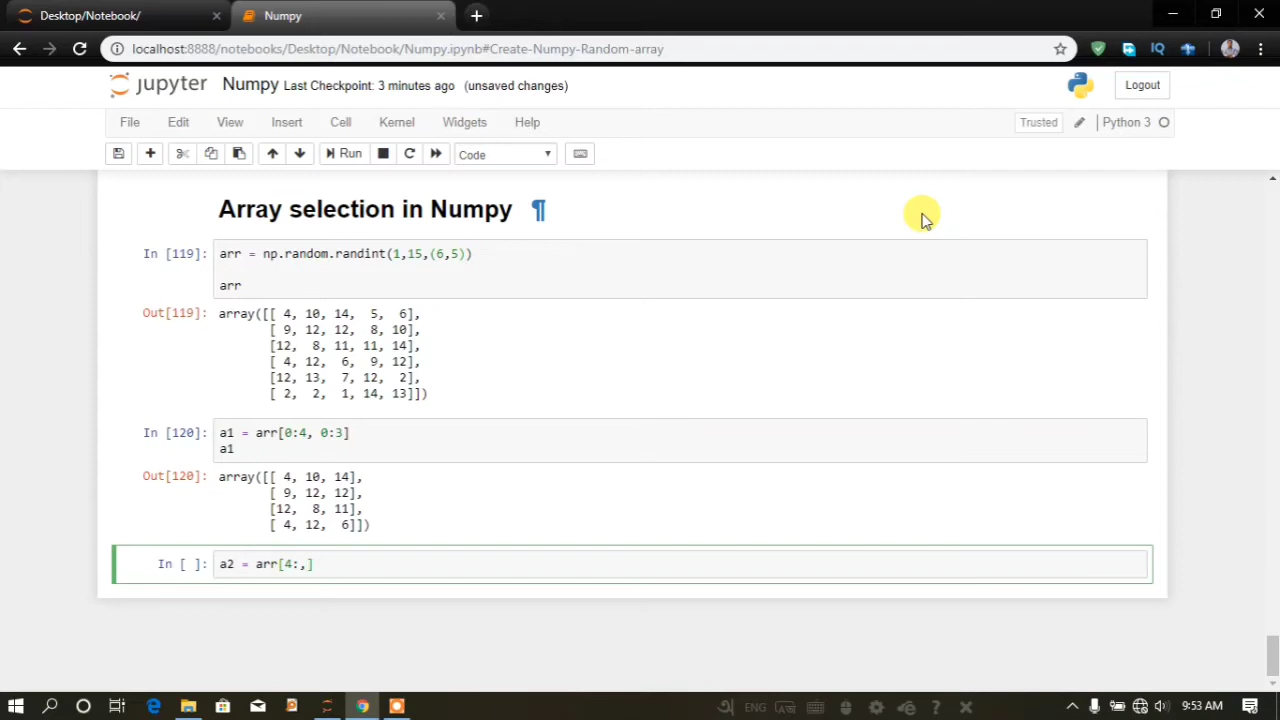 Desktop/Notebook/
Numpy
localhost:8888/notebooks/Desktop/Notebook/Numpy.ipynb#Create-Numpy-Random-array
IQ
jupyter Numpy Last Checkpoint: 3 minutes ago (unsaved changes)
Logout
File Edit View Insert Cell Kernel Widgets Help
Trusted
Python 3
Run
Code
Array selection in Numpy ¶
In [119]: arr = np.random.randint(1,15,(6,5))
arr
Out[119]: array([[ 4, 10, 14,  5,  6],
[ 9, 12, 12,  8, 10],
[12,  8, 11, 11, 14],
[ 4, 12,  6,  9, 12],
[12, 13,  7, 12,  2],
[ 2,  2,  1, 14, 13]])
In [120]: a1 = arr[0:4, 0:3]
a1
Out[120]: array([[ 4, 10, 14],
[ 9, 12, 12],
[12,  8, 11],
[ 4, 12,  6]])
In [ ]: a2 = arr[4:,]
ENG
9:53 AM